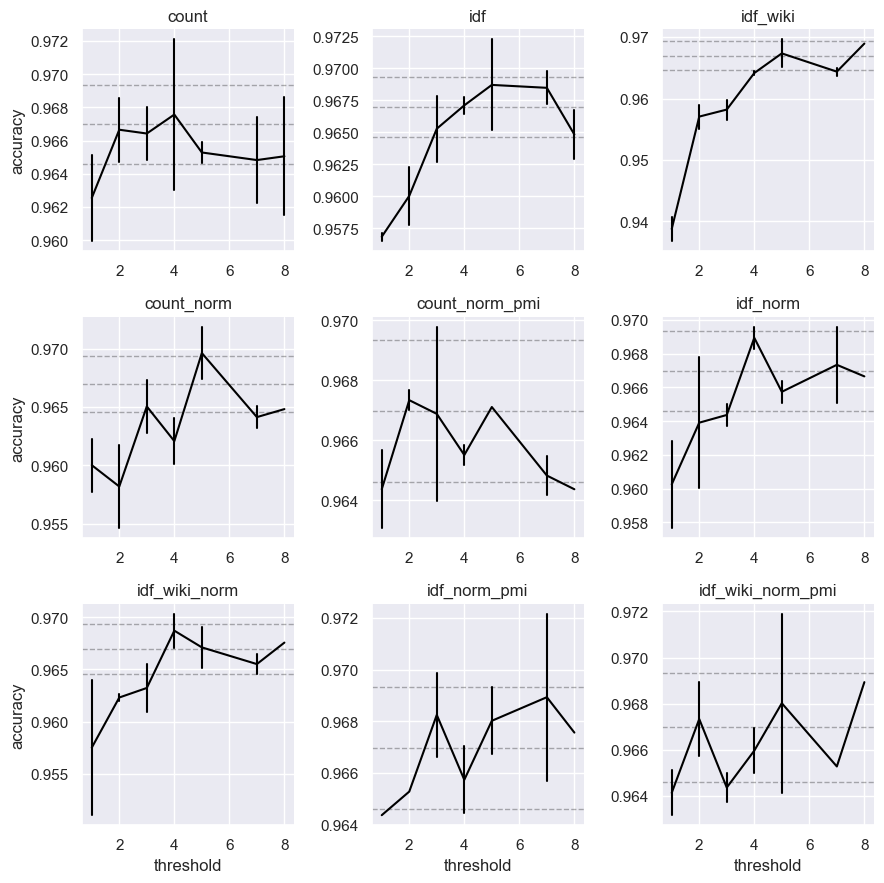 count
idf
idf_wiki
0.972
0.970
0.968
0.966
0.964
0.962
0.960
accuracy
2 4 6 8
0.9725
0.9700
0.9675
0.9650
0.9625
0.9600
0.9575
2 4 6 8
0.97
0.96
0.95
0.94
2 4 6 8
count_norm
count_norm_pmi
idf_norm
0.970
0.965
0.960
0.955
accuracy
2 4 6 8
0.970
0.968
0.966
0.964
2 4 6 8
0.970
0.968
0.966
0.964
0.962
0.960
0.958
2 4 6 8
idf_wiki_norm
idf_norm_pmi
idf_wiki_norm_pmi
0.970
0.965
0.960
0.955
accuracy
2 4 6 8
threshold
0.972
0.970
0.968
0.966
0.964
2 4 6 8
threshold
0.972
0.970
0.968
0.966
0.964
2 4 6 8
threshold